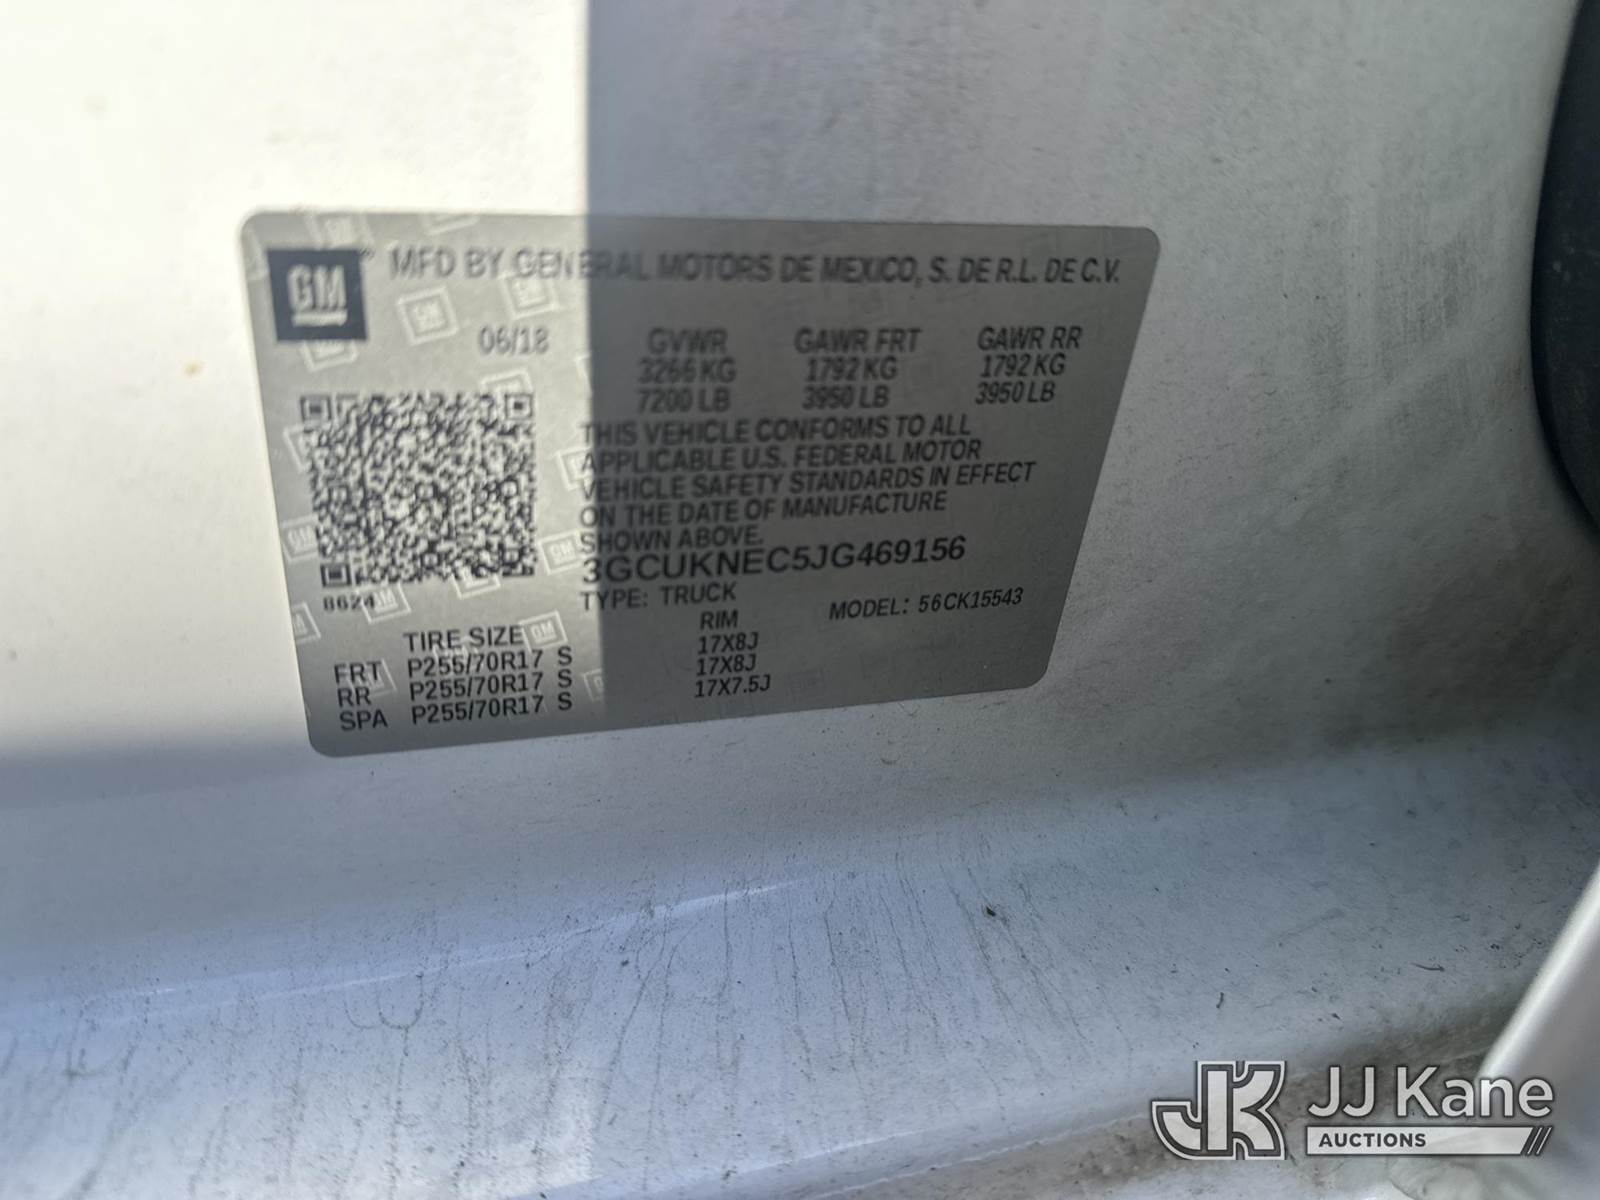 GM ® MFD BY GENERAL MOTORS DE MEXICO, S. DE R.L. DE C.V.
06/18 GVWR GAWR FRT GAWR RR
3266 KG 1792 KG 1792 KG
7200 LB 3950 LB 3950 LB
THIS VEHICLE CONFORMS TO ALL
APPLICABLE U.S. FEDERAL MOTOR
VEHICLE SAFETY STANDARDS IN EFFECT
ON THE DATE OF MANUFACTURE
SHOWN ABOVE.
3GCUKNEC5JG469156
8624 TYPE: TRUCK MODEL: 56CK15543
TIRE SIZE RIM
FRT P255/70R17 S 17X8J
RR P255/70R17 S 17X8J
SPA P255/70R17 S 17X7.5J
JK JJ Kane
AUCTIONS